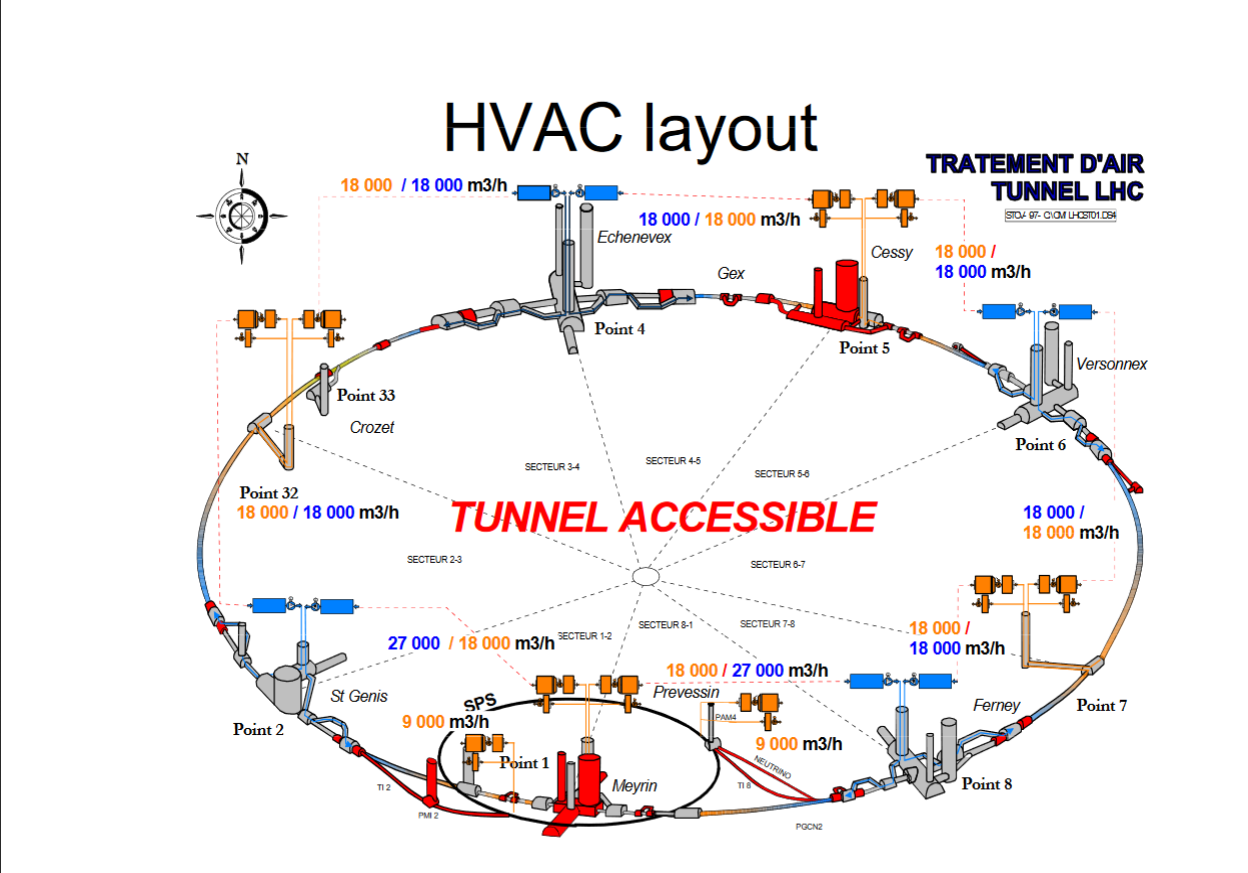 HVAC layout
TRATEMENT D'AIR
TUNNEL LHC
N
18 000 / 18 000 m3/h
18 000 / 18 000 m3/h
Echenevex
Cessy
18 000 /
18 000 m3/h
Gex
Point 4
Point 5
Versonnex
Point 33
Crozet
Point 6
SECTEUR 3-4
SECTEUR 4-5
SECTEUR 5-6
Point 32
18 000 / 18 000 m3/h
TUNNEL ACCESSIBLE
18 000 /
18 000 m3/h
SECTEUR 2-3
SECTEUR 6-7
SECTEUR 1-2
SECTEUR 8-1
SECTEUR 7-8
27 000 / 18 000 m3/h
18 000 /
18 000 m3/h
18 000 / 27 000 m3/h
St Genis
Point 2
SPS
Prevessin
Ferney
Point 7
9 000 m3/h
PAM4
9 000 m3/h
Point 1
Meyrin
NEUTRINO
Point 8
TI 2
TI 8
PMI 2
PGCN2